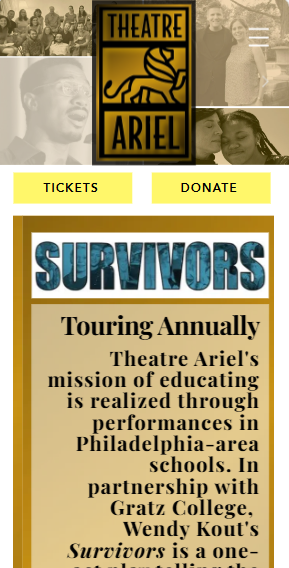 THEATRE
ARIEL
TICKETS
DONATE
SURVIVORS
Touring Annually
Theatre Ariel's
mission of educating
is realized through
performances in
Philadelphia-area
schools. In
partnership with
Gratz College,
Wendy Kout's
Survivors is a one-
act play telling the